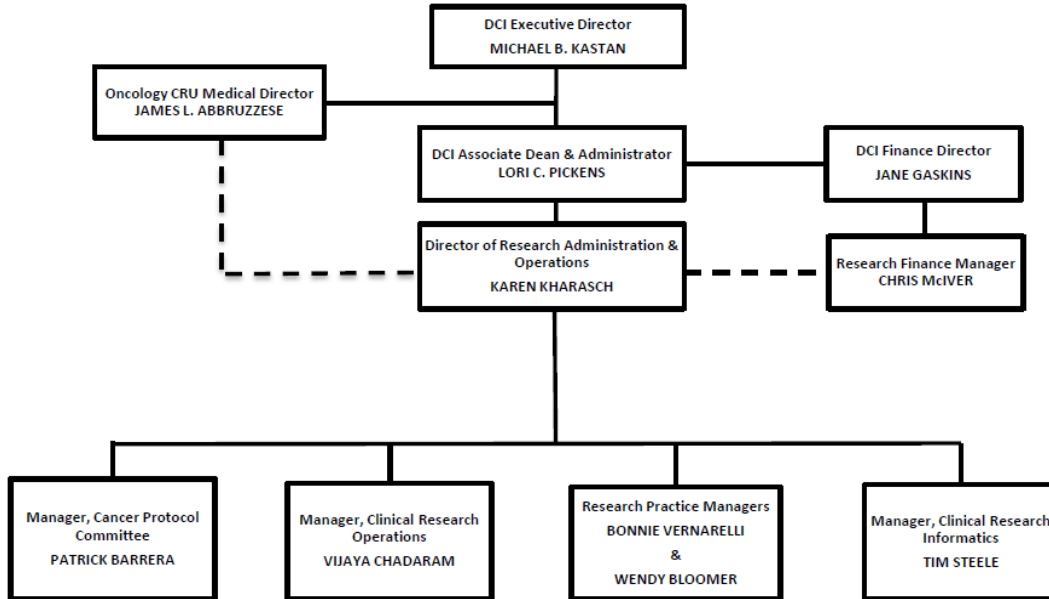 DCI Executive Director
MICHAEL B. KASTAN
Oncology CRU Medical Director
JAMES L. ABBRUZZESE
DCI Associate Dean & Administrator
LORI C. PICKENS
DCI Finance Director
JANE GASKINS
Director of Research Administration &
Operations
KAREN KHARASCH
Research Finance Manager
CHRIS McIVER
Manager, Cancer Protocol
Committee
PATRICK BARRERA
Manager, Clinical Research
Operations
VIJAYA CHADARAM
Research Practice Managers
BONNIE VERNARELLI
&
WENDY BLOOMER
Manager, Clinical Research
Informatics
TIM STEELE